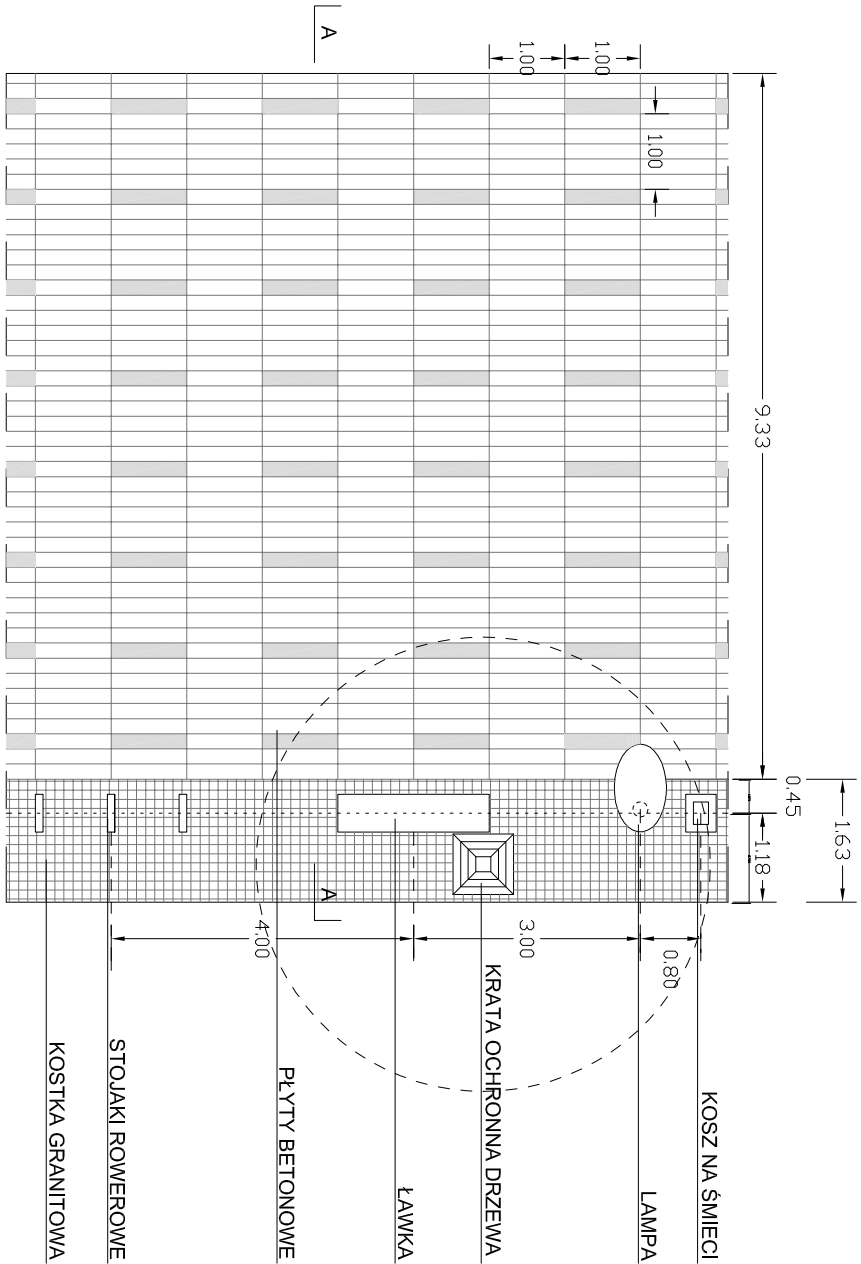 A
1.00
1.00
1.00
9.33
0.45
1.63
1.18
A
4.00
3.00
0.80
KOSZ NA ŚMIECI
LAMPA
KRATA OCHRONNA DRZEWA
ŁAWKA
PŁYTY BETONOWE
STOJAKI ROWEROWE
KOSTKA GRANITOWA